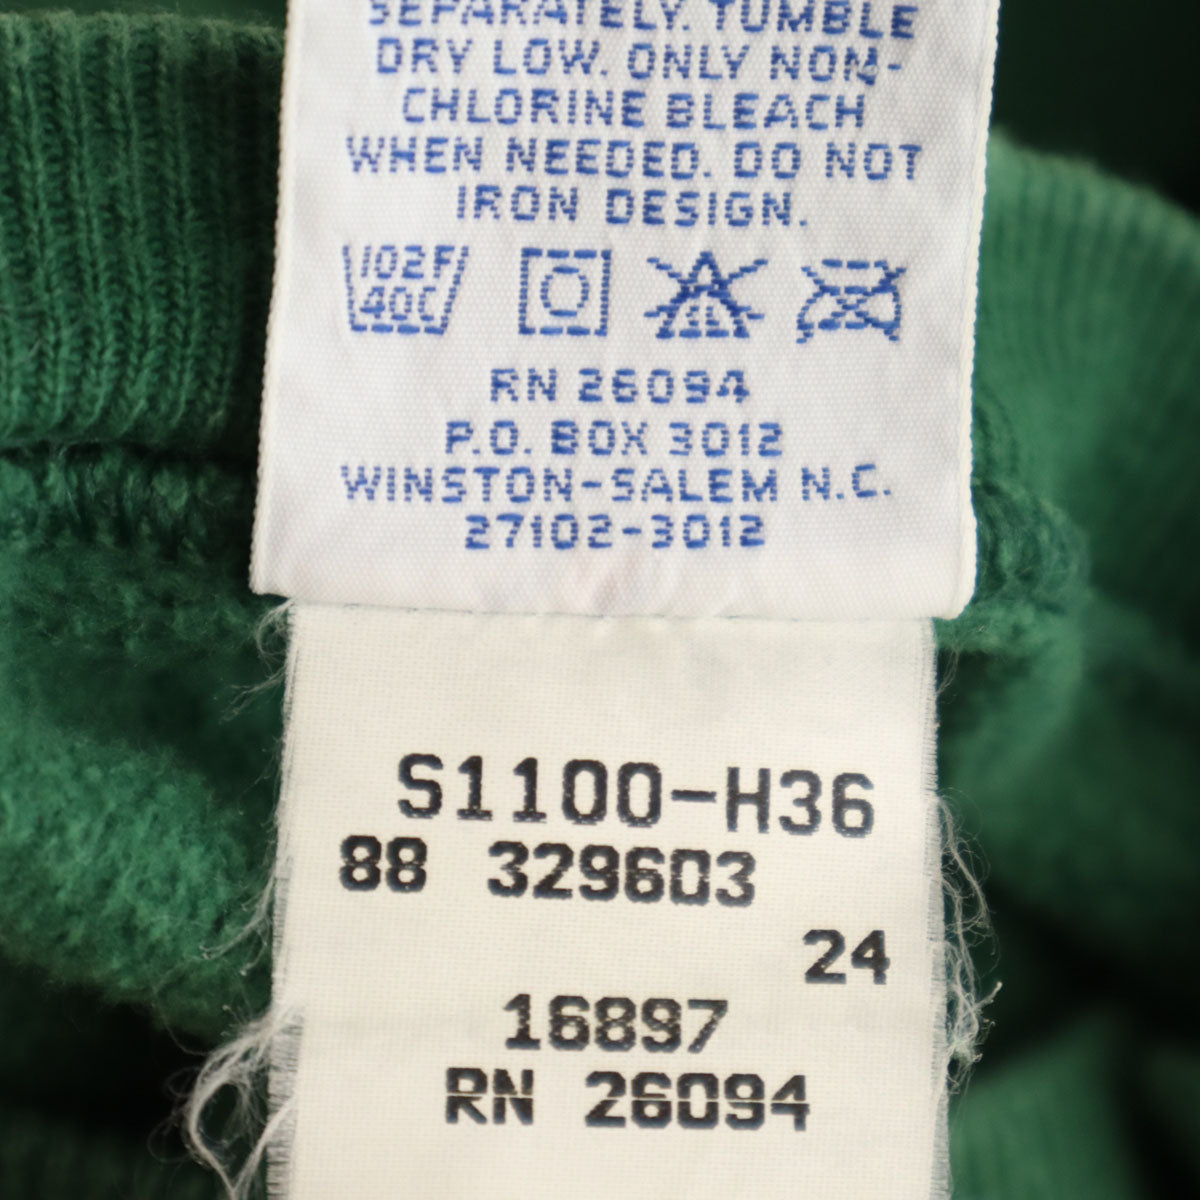 SEPARATELY. TUMBLE
DRY LOW. ONLY NON-
CHLORINE BLEACH
WHEN NEEDED. DO NOT
IRON DESIGN.
102F
40C
CL
RN 26094
P.O. BOX 3012
WINSTON-SALEM N.C.
27102-3012
S1100-H36
88 329603
24
16897
RN 26094